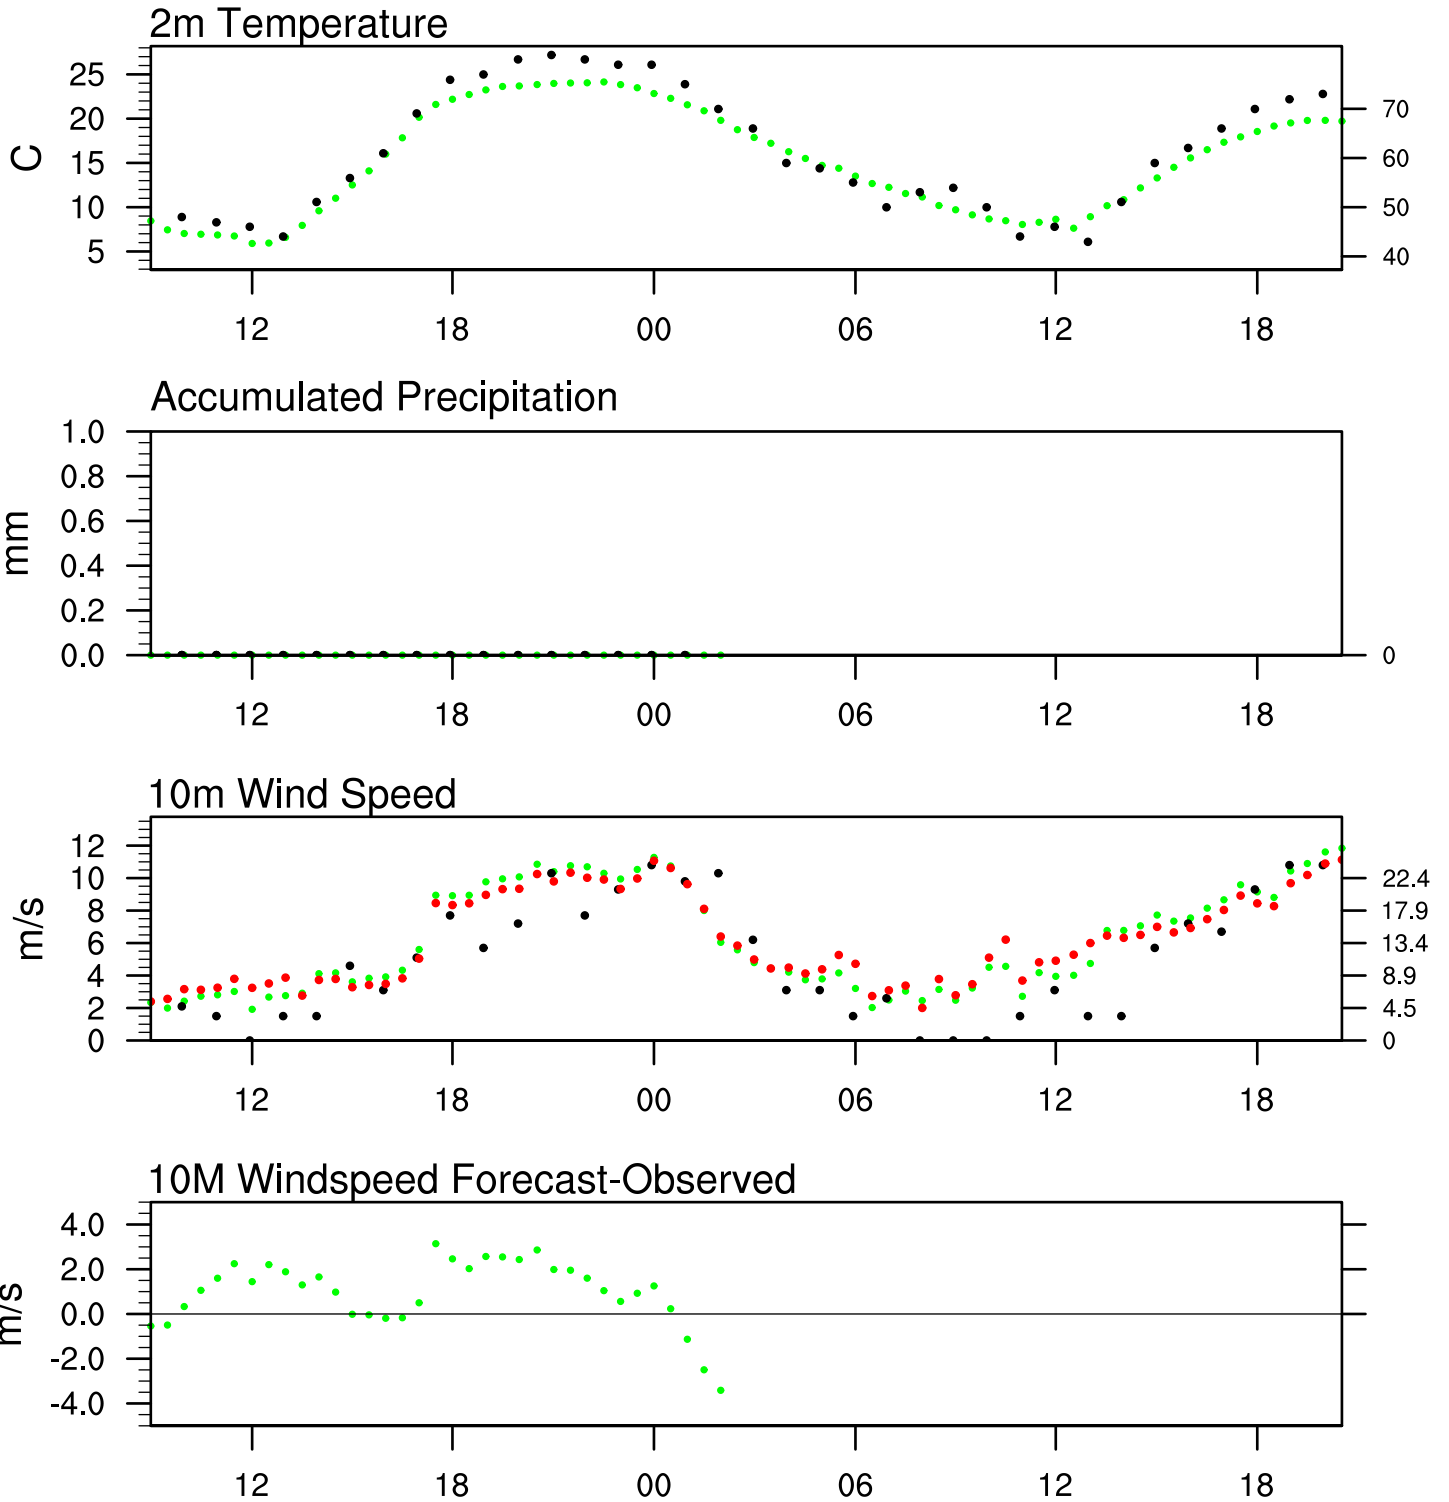 2m Temperature
25
20
15
10
5
C
70
60
50
40
12 18 00 06 12 18
Accumulated Precipitation
1.0
0.8
0.6
0.4
0.2
0.0
mm
0
12 18 00 06 12 18
10m Wind Speed
12
10
8
6
4
2
0
m/s
22.4
17.9
13.4
8.9
4.5
0
12 18 00 06 12 18
10M Windspeed Forecast-Observed
4.0
2.0
0.0
-2.0
-4.0
m/s
12 18 00 06 12 18